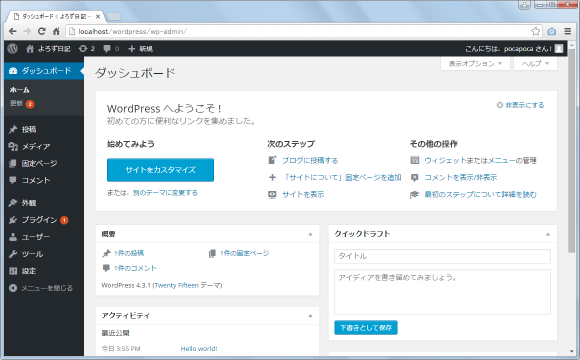 ダッシュボード ‹ よろず日記 –
localhost/wordpress/wp-admin/
よろず日記 2 0 + 新規 こんにちは、pocapoca さん!
ダッシュボード
ホーム
更新 2
投稿
メディア
固定ページ
コメント
外観
プラグイン 1
ユーザー
ツール
設定
メニューを閉じる
表示オプション ▼ ヘルプ ▼
ダッシュボード
WordPress へようこそ !
初めての方に便利なリンクを集めました。
非表示にする
始めてみよう
サイトをカスタマイズ
または、別のテーマに変更する
次のステップ
ブログに投稿する
「サイトについて」固定ページを追加
サイトを表示
その他の操作
ウィジェットまたはメニューの管理
コメントを表示/非表示
最初のステップについて詳細を読む
概要
1件の投稿 1件の固定ページ
1件のコメント
WordPress 4.3.1 (Twenty Fifteen テーマ)
アクティビティ
最近公開
今日 3:55 PM Hello world!
クイックドラフト
タイトル
アイディアを書き留めてみましょう。
下書きとして保存